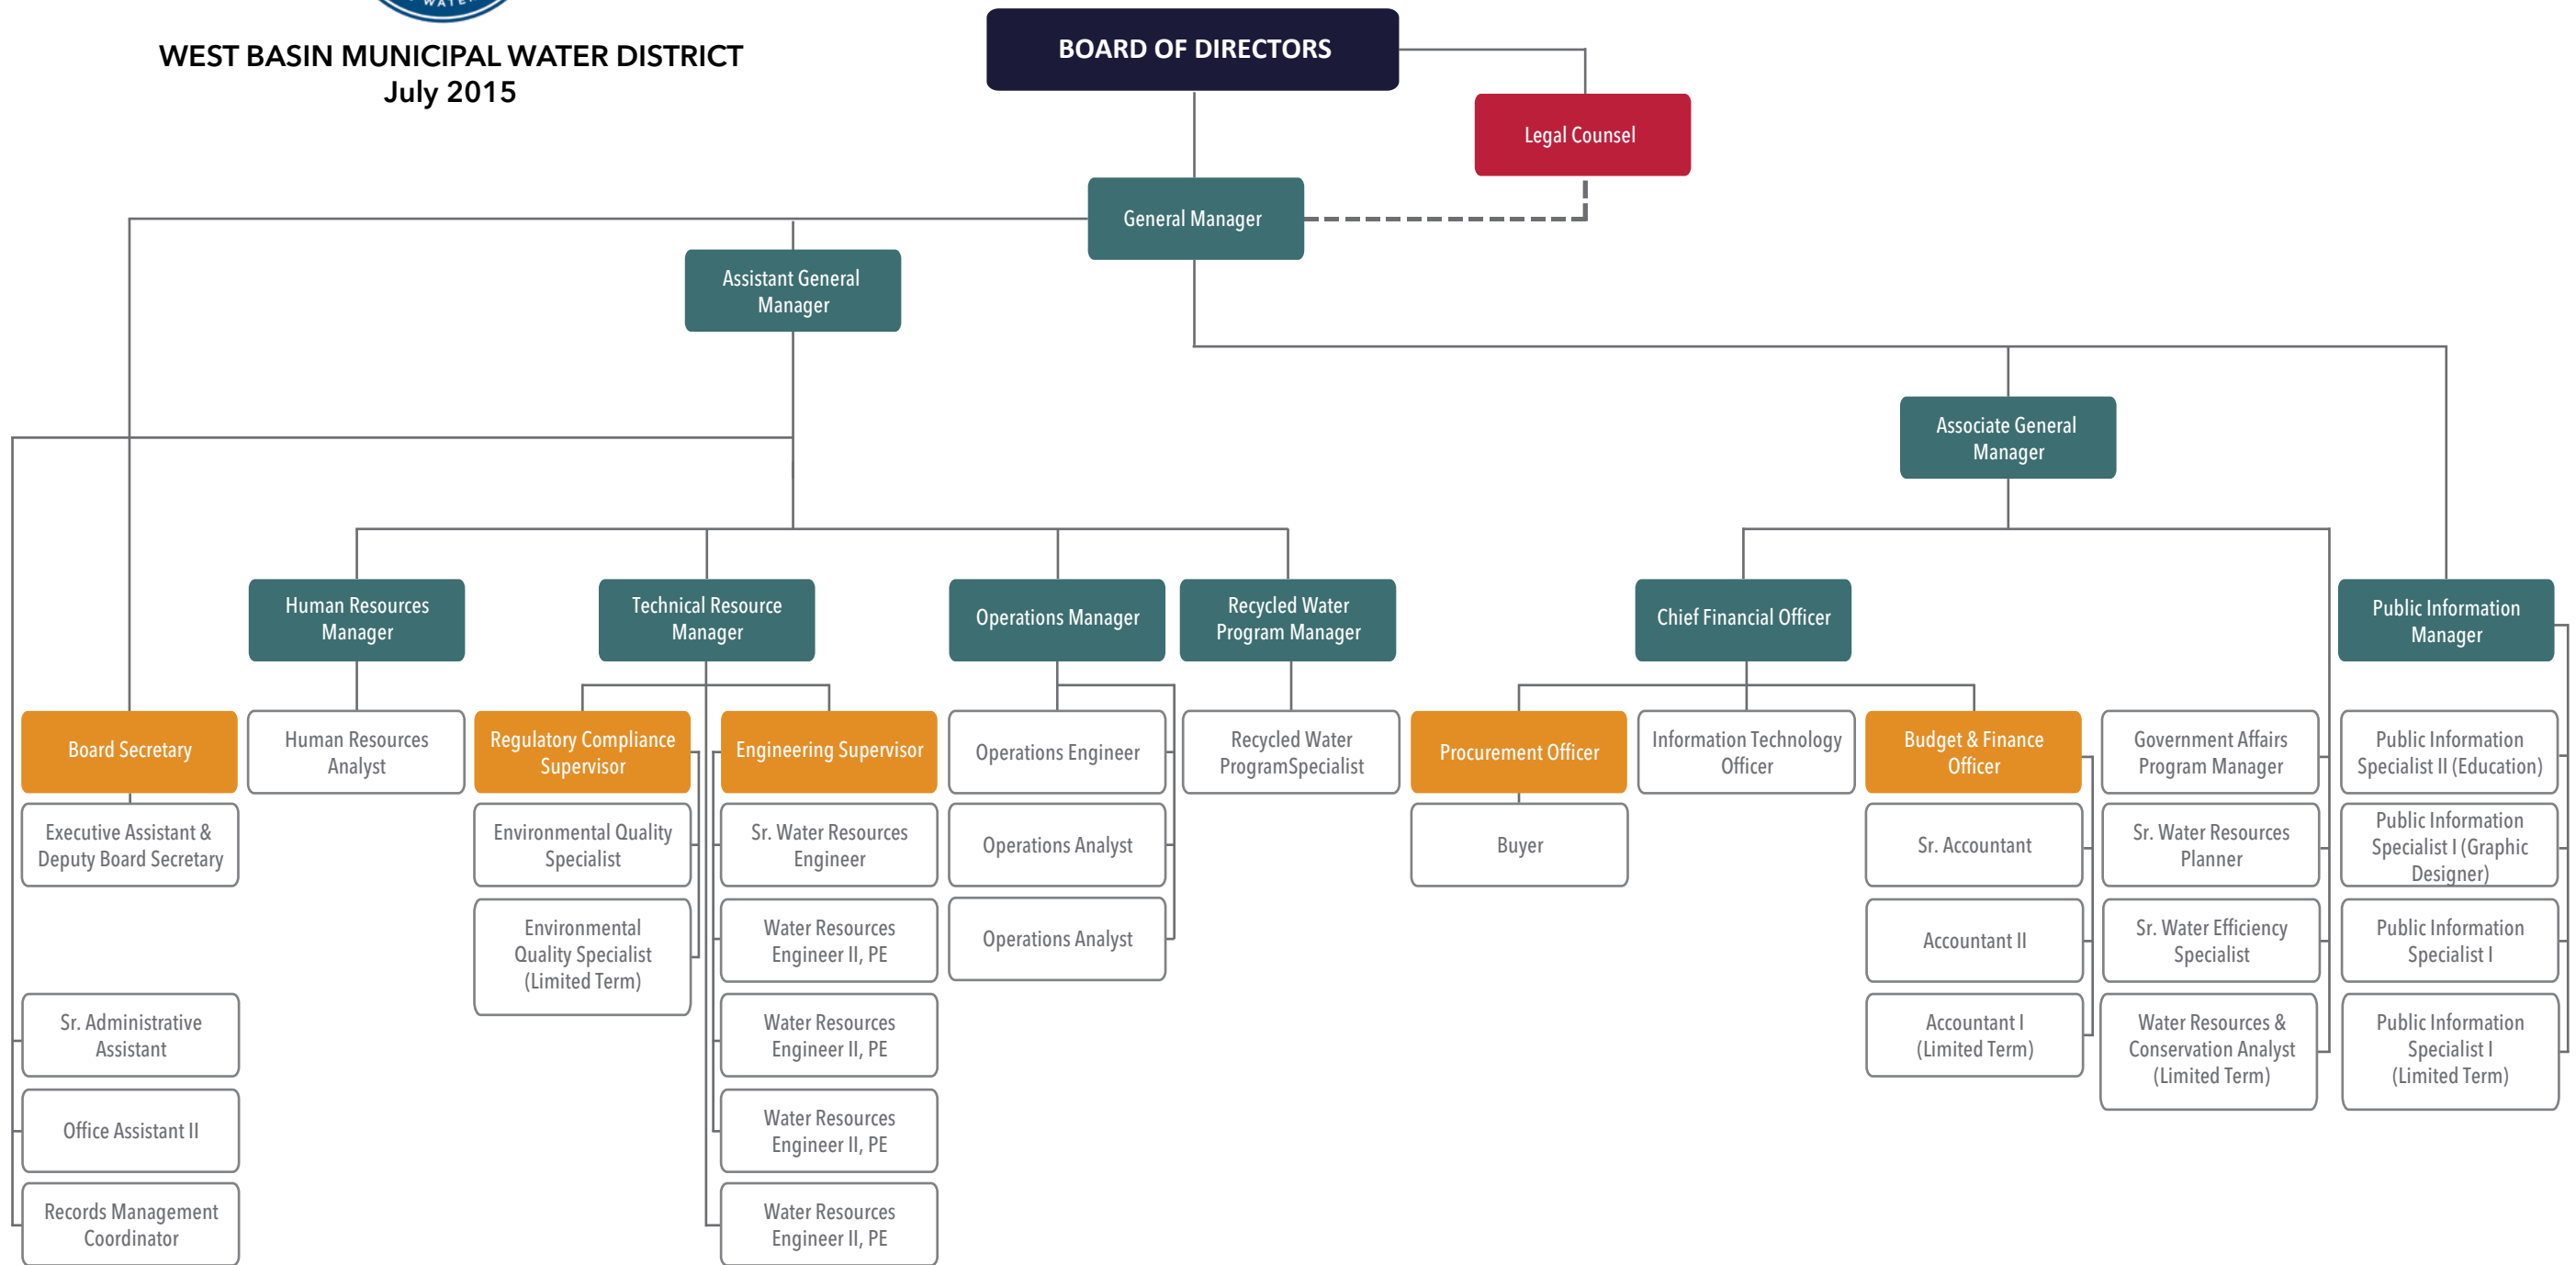 WATER
WEST BASIN MUNICIPAL WATER DISTRICT
July 2015
BOARD OF DIRECTORS
Legal Counsel
General Manager
Assistant General
Manager
Associate General
Manager
Human Resources
Manager
Technical Resource
Manager
Operations Manager
Recycled Water
Program Manager
Chief Financial Officer
Public Information
Manager
Board Secretary
Executive Assistant &
Deputy Board Secretary
Sr. Administrative
Assistant
Office Assistant II
Records Management
Coordinator
Human Resources
Analyst
Regulatory Compliance
Supervisor
Environmental Quality
Specialist
Environmental
Quality Specialist
(Limited Term)
Engineering Supervisor
Sr. Water Resources
Engineer
Water Resources
Engineer II, PE
Water Resources
Engineer II, PE
Water Resources
Engineer II, PE
Water Resources
Engineer II, PE
Operations Engineer
Operations Analyst
Operations Analyst
Recycled Water
ProgramSpecialist
Procurement Officer
Buyer
Information Technology
Officer
Budget & Finance
Officer
Sr. Accountant
Accountant II
Accountant I
(Limited Term)
Government Affairs
Program Manager
Sr. Water Resources
Planner
Sr. Water Efficiency
Specialist
Water Resources &
Conservation Analyst
(Limited Term)
Public Information
Specialist II (Education)
Public Information
Specialist I (Graphic
Designer)
Public Information
Specialist I
Public Information
Specialist I
(Limited Term)